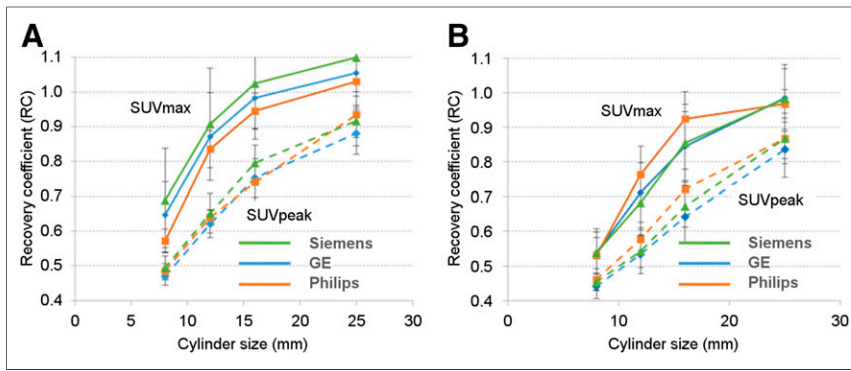 A
1.1
1.0
0.9
0.8
0.7
0.6
0.5
0.4
Recovery coefficient (RC)
SUVmax
SUVpeak
Siemens
GE
Philips
0 5 10 15 20 25 30
Cylinder size (mm)
B
1.1
1.0
0.9
0.8
0.7
0.6
0.5
0.4
Recovery coefficient (RC)
SUVmax
SUVpeak
Siemens
GE
Philips
0 10 20 30
Cylinder size (mm)